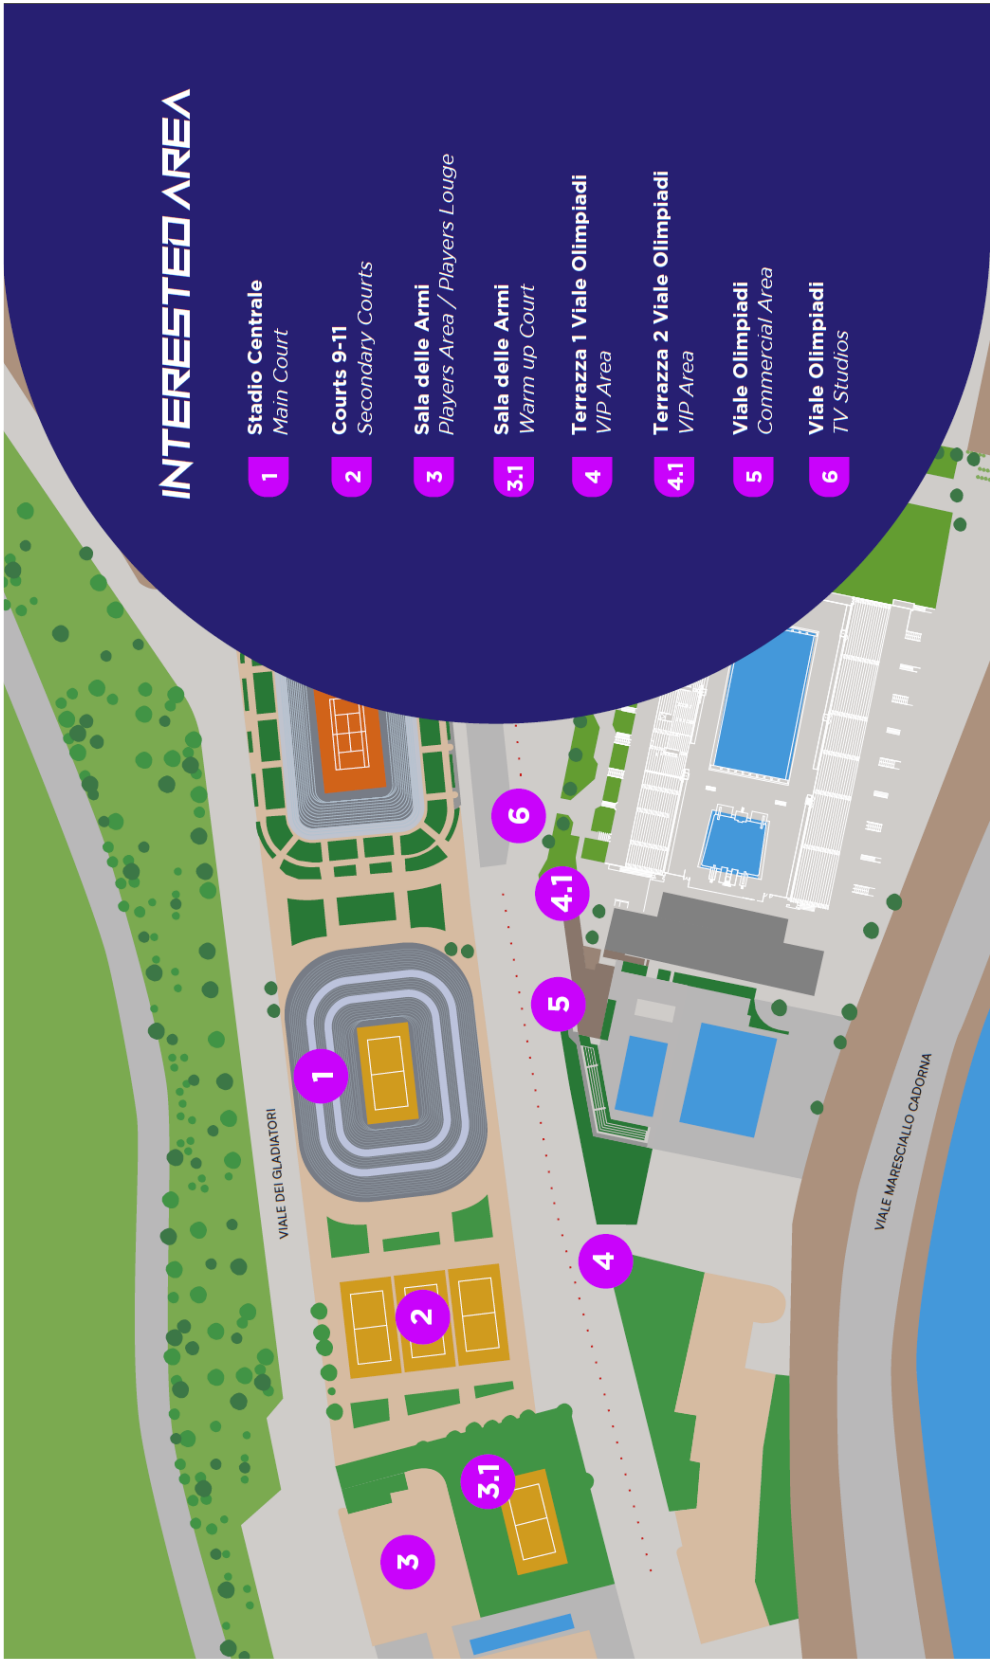 INTERESTED AREA
1
Stadio Centrale
Main Court
2
Courts 9-11
Secondary Courts
3
Sala delle Armi
Players Area / Players Louge
3.1
Sala delle Armi
Warm up Court
4
Terrazza 1 Viale Olimpiadi
VIP Area
4.1
Terrazza 2 Viale Olimpiadi
VIP Area
5
Viale Olimpiadi
Commercial Area
6
Viale Olimpiadi
TV Studios
VIALE DEI GLADIATORI
3
3.1
2
1
4
5
4.1
6
VIALE MARESCIALLO CADORNA